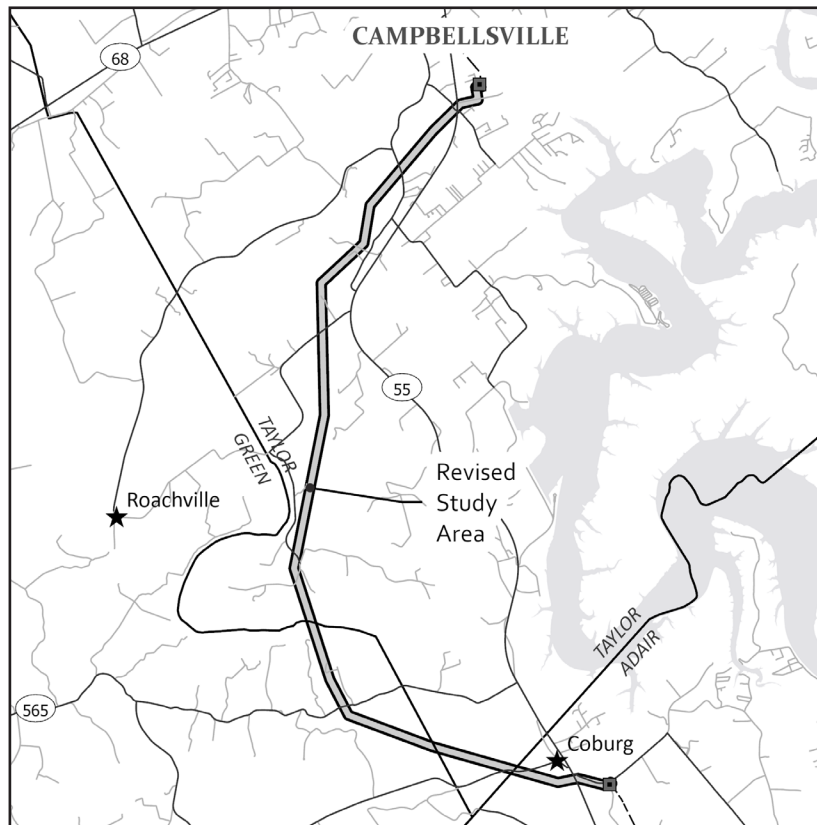 CAMPBELLSVILLE
68
55
TAYLOR
GREEN
Revised
Study
Area
Roachville
TAYLOR
ADAIR
565
Coburg